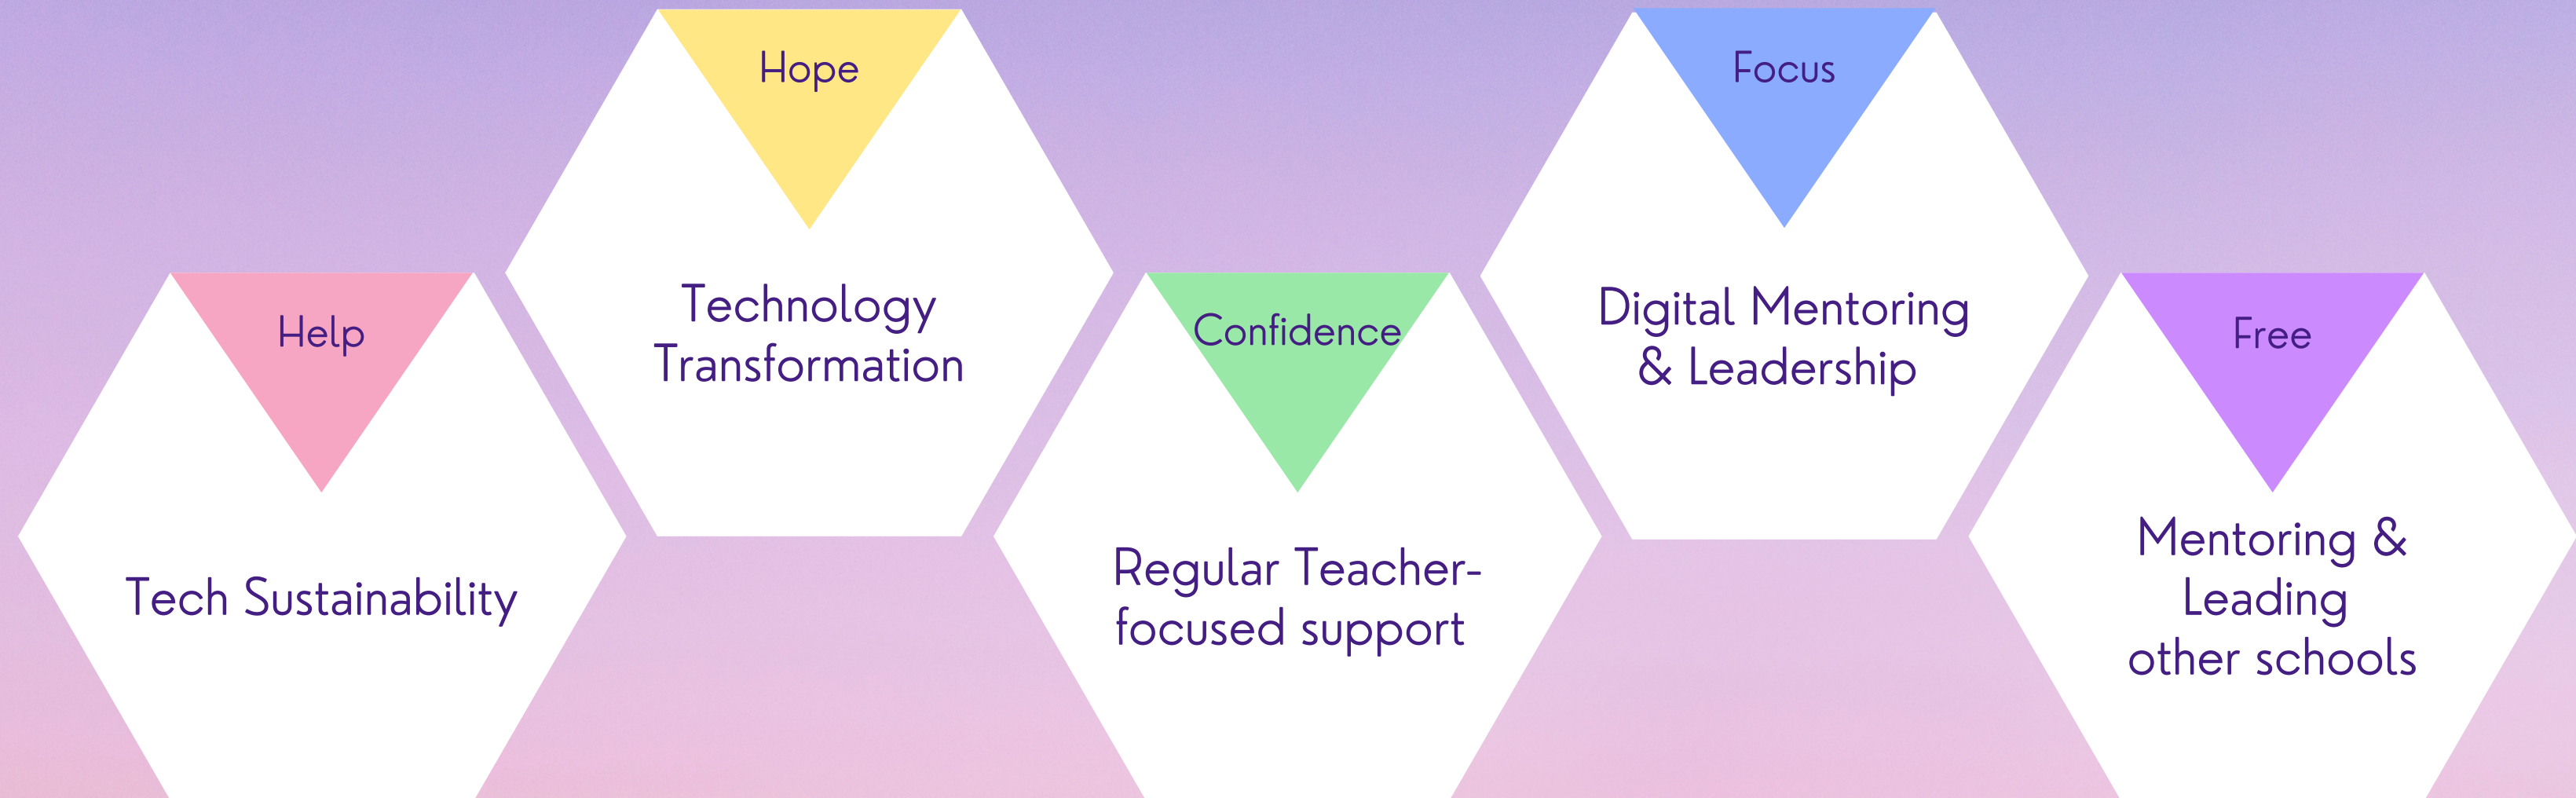 Help
Tech Sustainability
Hope
Technology
Transformation
Confidence
Regular Teacher-
focused support
Focus
Digital Mentoring
& Leadership
Free
Mentoring &
Leading
other schools